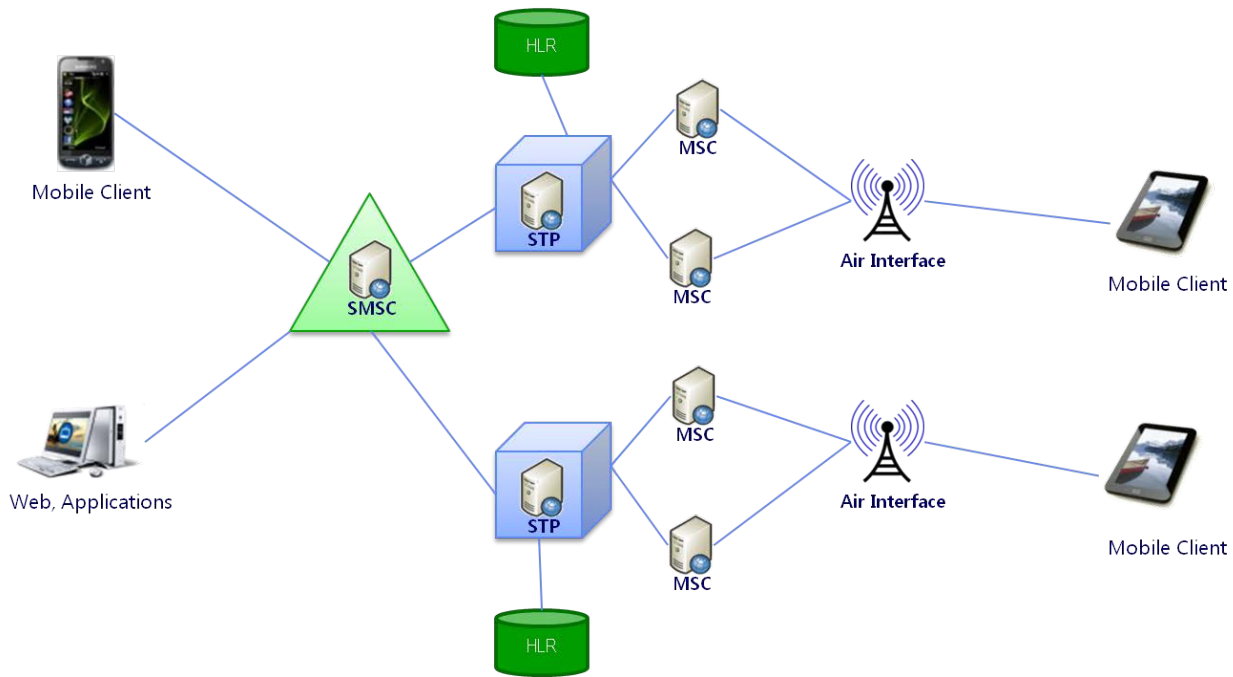 HLR
MSC
Mobile Client
STP
MSC
Air Interface
Mobile Client
SMSC
MSC
Web, Applications
STP
Air Interface
Mobile Client
MSC
HLR